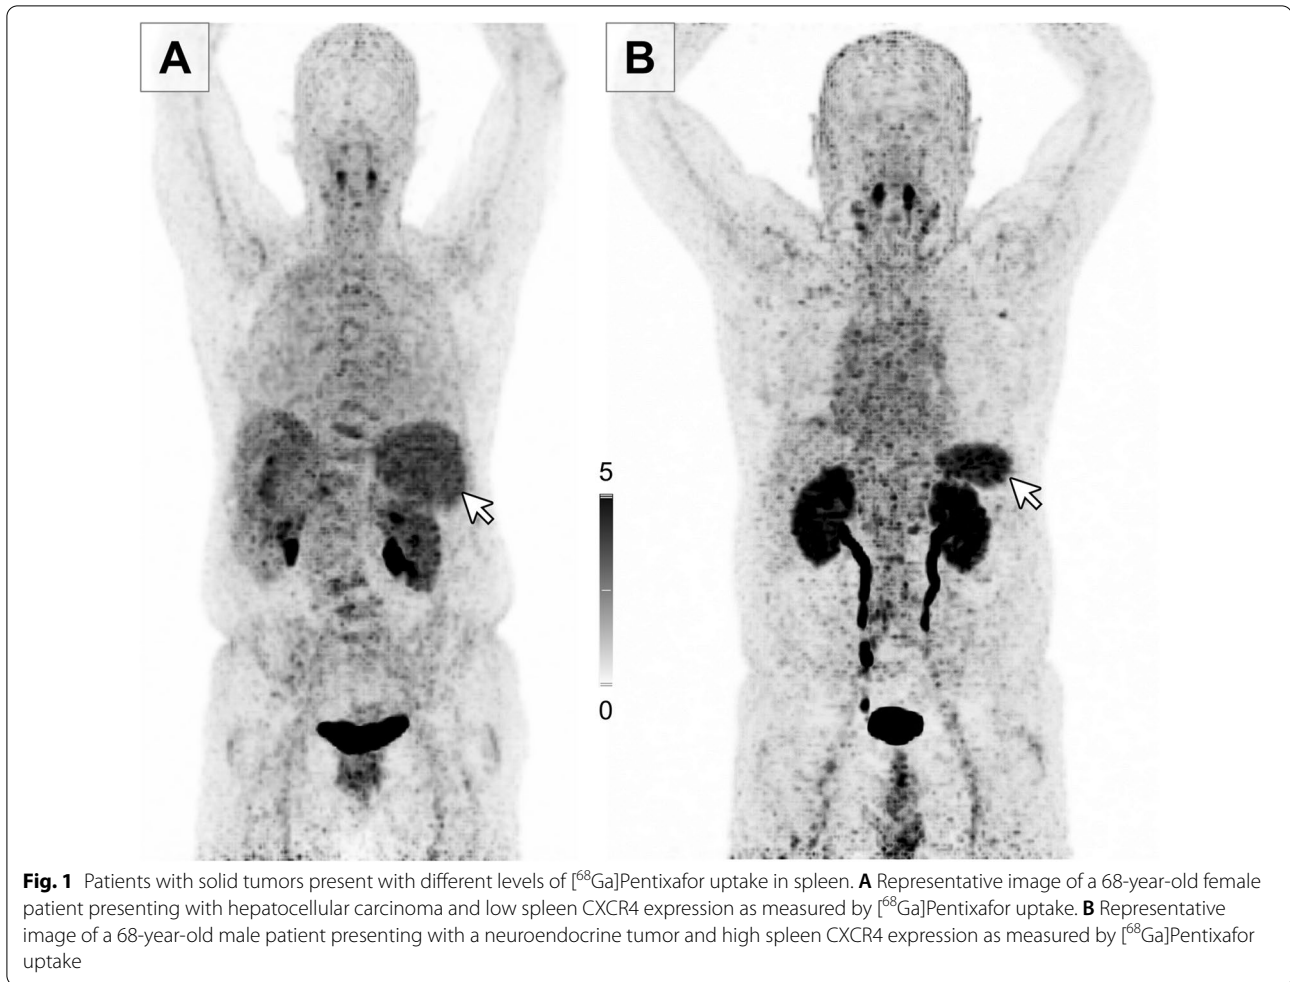 A
B
5
0
Fig. 1 Patients with solid tumors present with different levels of [⁶⁸Ga]Pentixafor uptake in spleen. A Representative image of a 68-year-old female
patient presenting with hepatocellular carcinoma and low spleen CXCR4 expression as measured by [⁶⁸Ga]Pentixafor uptake. B Representative
image of a 68-year-old male patient presenting with a neuroendocrine tumor and high spleen CXCR4 expression as measured by [⁶⁸Ga]Pentixafor
uptake